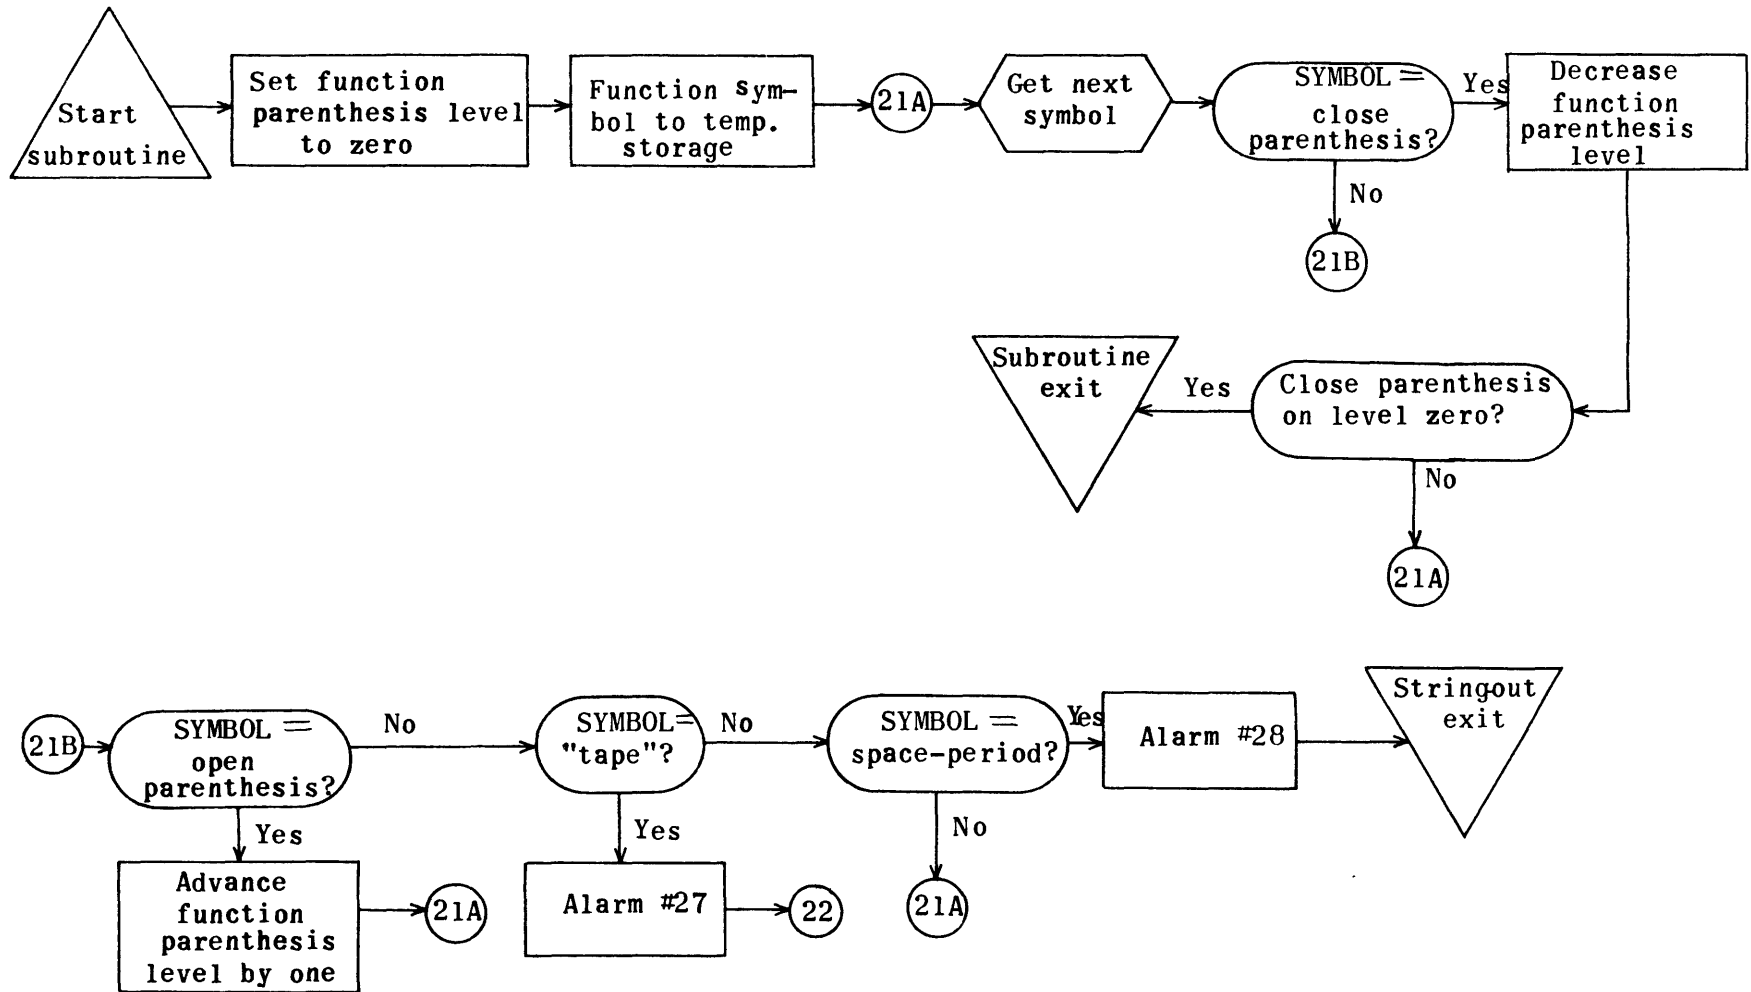 Start
subroutine
Set function
parenthesis level
to zero
Function sym-
bol to temp.
storage
21A
Get next
symbol
SYMBOL =
close
parenthesis?
Yes
Decrease
function
parenthesis
level
No
21B
Subroutine
exit
Yes
Close parenthesis
on level zero?
No
21A
21B
SYMBOL =
open
parenthesis?
No
SYMBOL=
"tape"?
No
SYMBOL =
space-period?
Yes
Alarm #28
Stringout
exit
Yes
Yes
No
Advance
function
parenthesis
level by one
21A
Alarm #27
22
21A